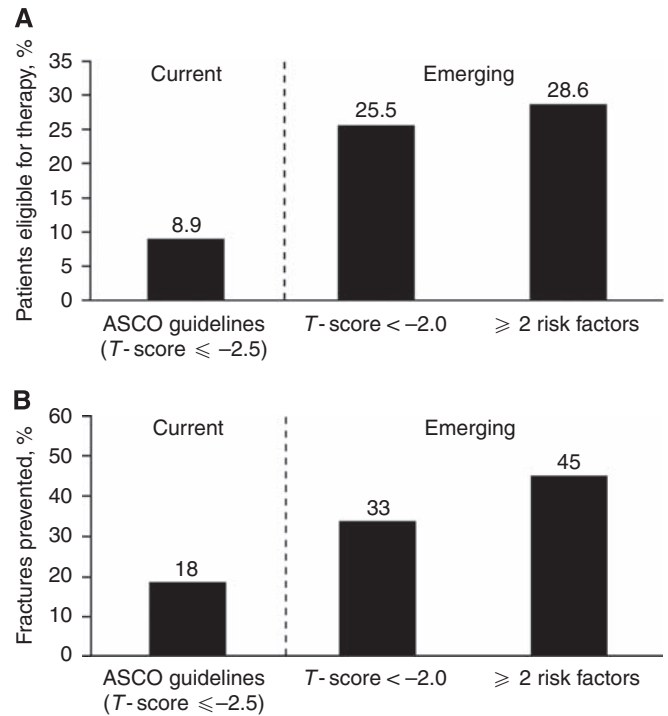 A
Patients eligible for therapy, %
35
30
25
20
15
10
5
0
Current
Emerging
8.9
25.5
28.6
ASCO guidelines
(T- score ⩽ –2.5)
T- score < –2.0
⩾ 2 risk factors
B
Fractures prevented, %
60
50
40
30
20
10
0
Current
Emerging
18
33
45
ASCO guidelines
(T- score ⩽–2.5)
T- score < –2.0
⩾ 2 risk factors